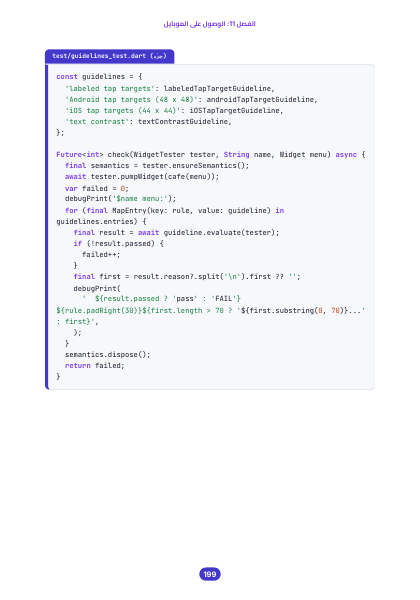 الفصل 11: الوصول على الموبايل
test/guidelines_test.dart (جزء)
const guidelines = {
  'labeled tap targets': labeledTapTargetGuideline,
  'Android tap targets (48 x 48)': androidTapTargetGuideline,
  'iOS tap targets (44 x 44)': iOSTapTargetGuideline,
  'text contrast': textContrastGuideline,
};

Future<int> check(WidgetTester tester, String name, Widget menu) async {
  final semantics = tester.ensureSemantics();
  await tester.pumpWidget(cafe(menu));
  var failed = 0;
  debugPrint('$name menu:');
  for (final MapEntry(key: rule, value: guideline) in
guidelines.entries) {
    final result = await guideline.evaluate(tester);
    if (!result.passed) {
      failed++;
    }
    final first = result.reason?.split('\n').first ?? '';
    debugPrint(
      '  ${result.passed ? 'pass' : 'FAIL'}
${rule.padRight(30)}${first.length > 70 ? '${first.substring(0, 70)}...'
: first}',
    );
  }
  semantics.dispose();
  return failed;
}
199